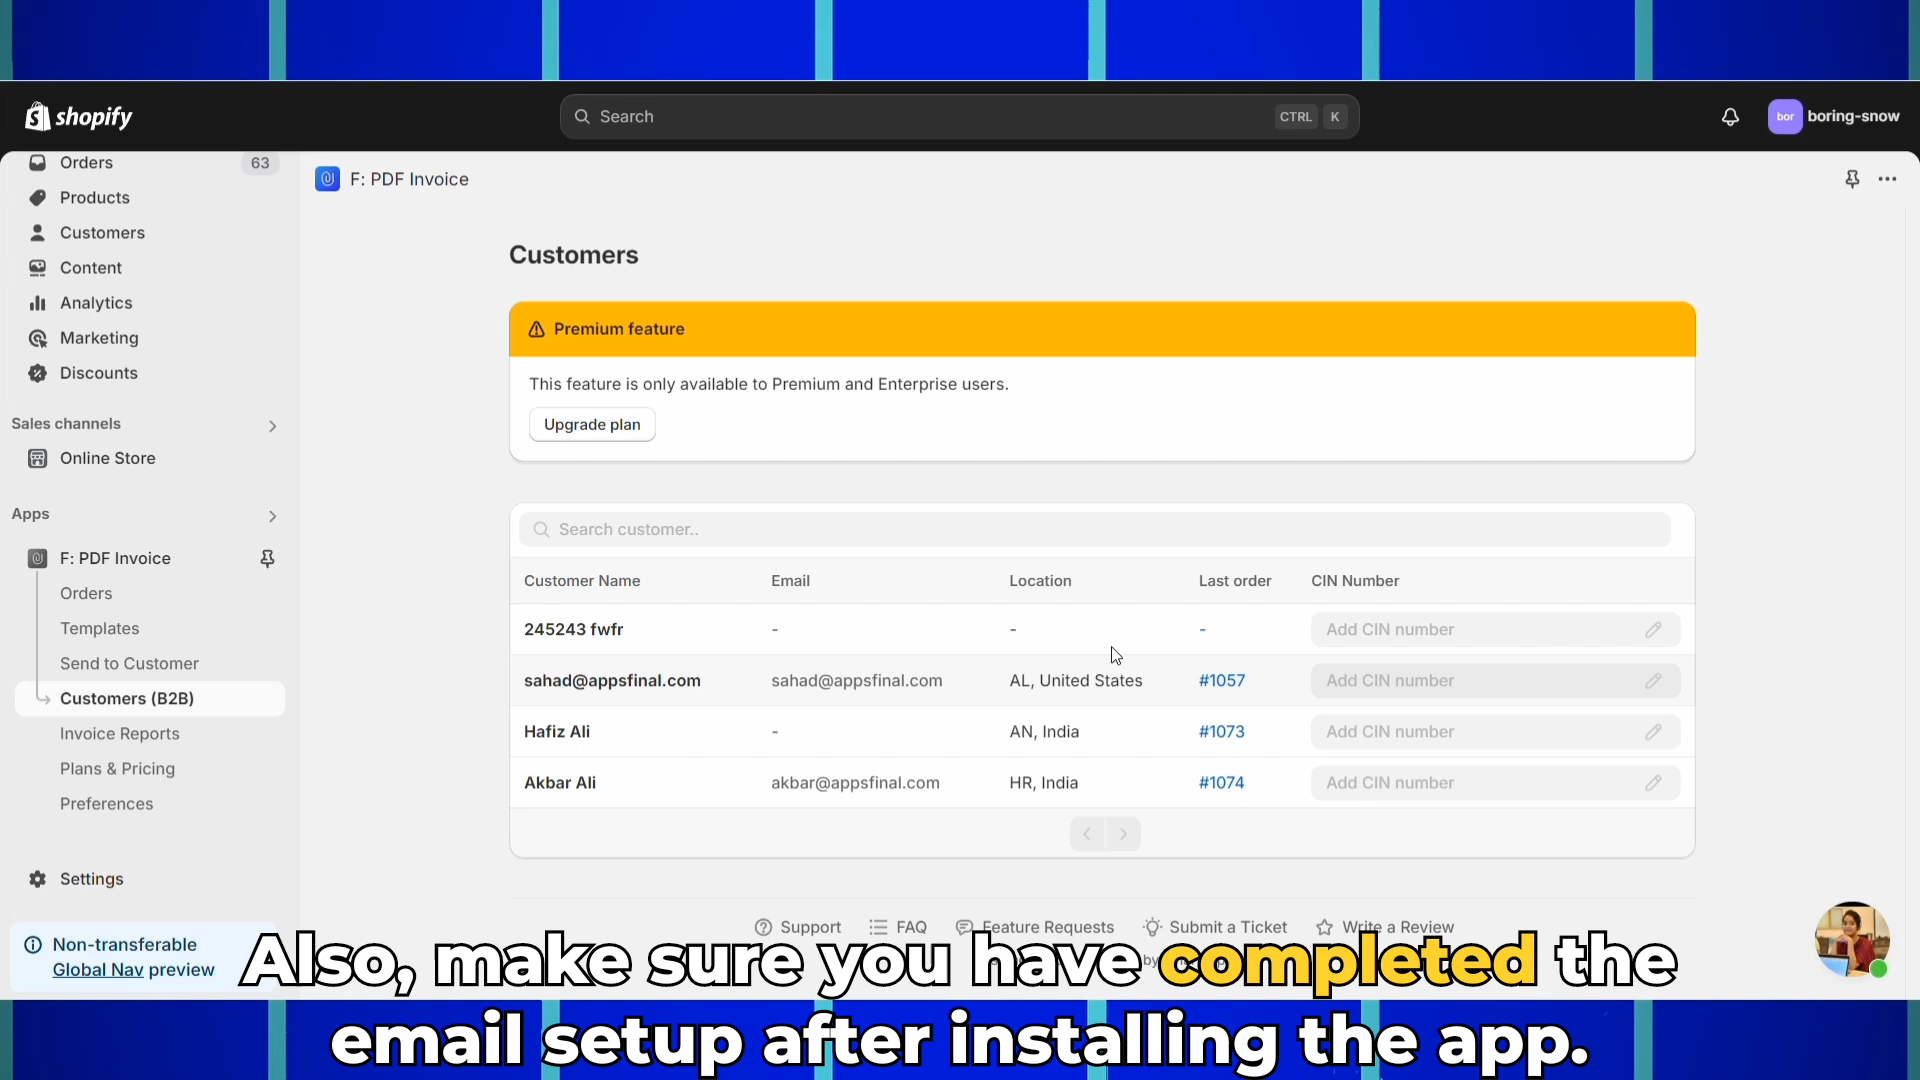 shopify
Search
CTRL K
bor
boring-snow
Orders
63
Products
Customers
Content
Analytics
Marketing
Discounts
Sales channels
Online Store
Apps
F: PDF Invoice
Orders
Templates
Send to Customer
Customers (B2B)
Invoice Reports
Plans & Pricing
Preferences
Settings
Non-transferable
Global Nav preview
F: PDF Invoice
Customers
Premium feature
This feature is only available to Premium and Enterprise users.
Upgrade plan
Search customer..
Customer Name Email Location Last order CIN Number
245243 fwfr - - - Add CIN number
sahad@appsfinal.com sahad@appsfinal.com AL, United States #1057 Add CIN number
Hafiz Ali - AN, India #1073 Add CIN number
Akbar Ali akbar@appsfinal.com HR, India #1074 Add CIN number
Support FAQ Feature Requests Submit a Ticket Write a Review
by
Also, make sure you have completed the
email setup after installing the app.